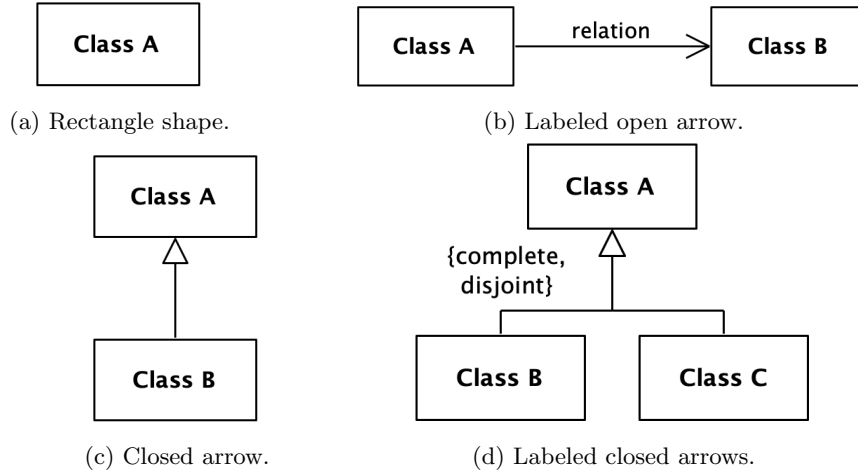 Class A
Class A
relation
Class B
(a) Rectangle shape.
(b) Labeled open arrow.
Class A
Class B
(c) Closed arrow.
Class A
{complete,
disjoint}
Class B
Class C
(d) Labeled closed arrows.